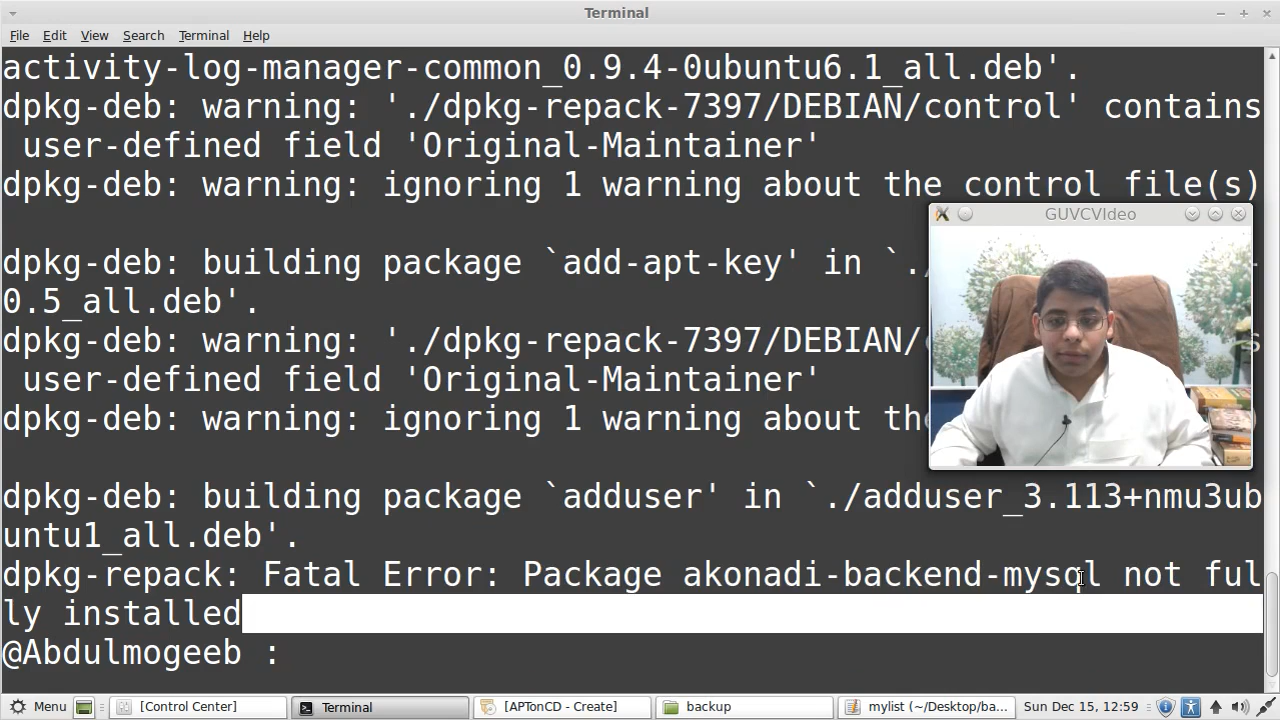 Terminal
File Edit View Search Terminal Help
activity-log-manager-common_0.9.4-0ubuntu6.1_all.deb'.
dpkg-deb: warning: './dpkg-repack-7397/DEBIAN/control' contains
user-defined field 'Original-Maintainer'
dpkg-deb: warning: ignoring 1 warning about the control file(s)
GUVCVIdeo
dpkg-deb: building package `add-apt-key' in `.
0.5_all.deb'.
dpkg-deb: warning: './dpkg-repack-7397/DEBIAN/
user-defined field 'Original-Maintainer'
dpkg-deb: warning: ignoring 1 warning about the
dpkg-deb: building package `adduser' in `./adduser_3.113+nmu3ub
untu1_all.deb'.
dpkg-repack: Fatal Error: Package akonadi-backend-mysql not ful
ly installed
@Abdulmogeeb :
Menu [Control Center] Terminal [APTonCD - Create] backup mylist (~/Desktop/ba... Sun Dec 15, 12:59